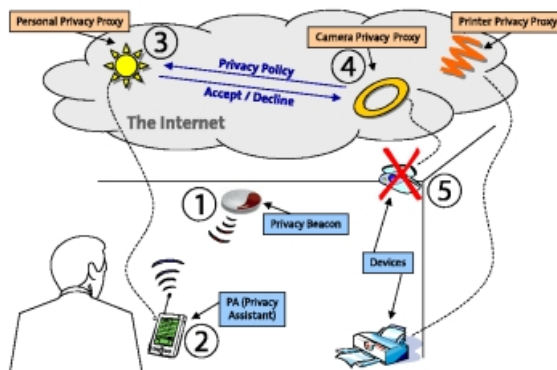 Personal Privacy Proxy
3
Camera Privacy Proxy
Printer Privacy Proxy
Privacy Policy
4
Accept / Decline
The Internet
1
5
Privacy Beacon
Devices
PA (Privacy
Assistant)
2